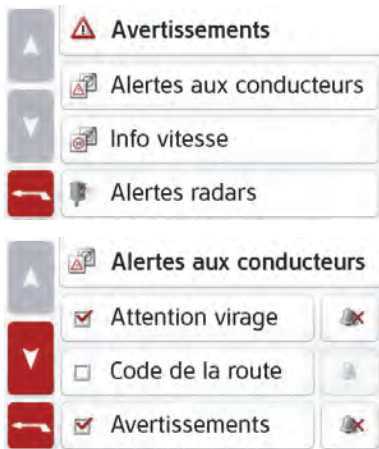 Avertissements
Alertes aux conducteurs
Info vitesse
Alertes radars
Alertes aux conducteurs
Attention virage
Code de la route
Avertissements